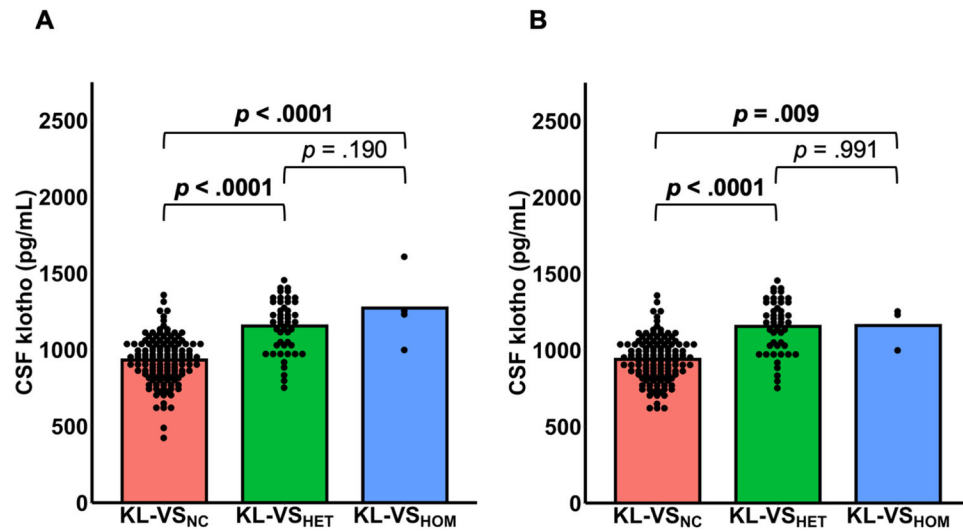 A
CSF klotho (pg/mL)
2500
2000
1500
1000
500
0
p < .0001
p = .190
p < .0001
KL-VSNC KL-VSHET KL-VSHOM
B
CSF klotho (pg/mL)
2500
2000
1500
1000
500
0
p = .009
p = .991
p < .0001
KL-VSNC KL-VSHET KL-VSHOM